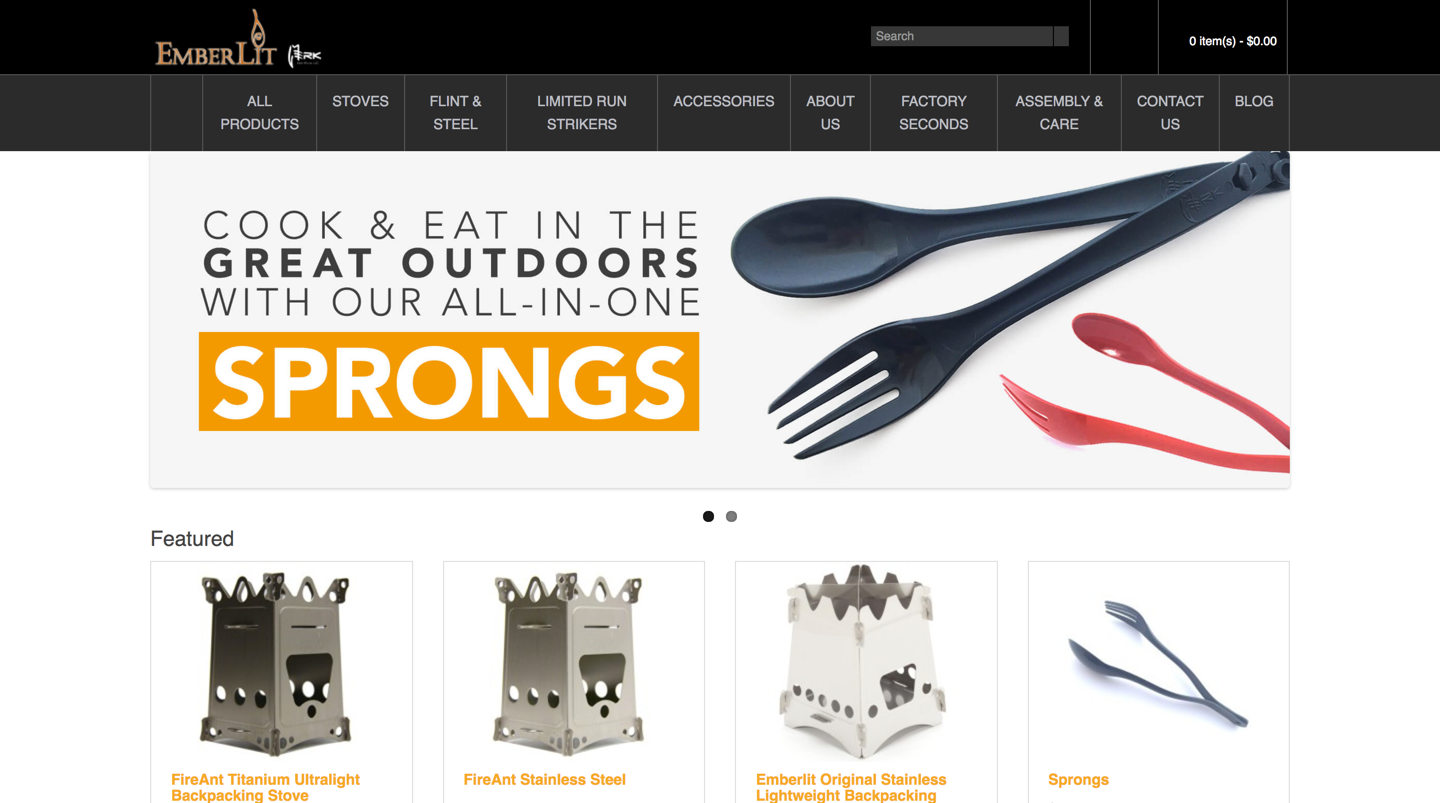 EMBERLIT
Search
0 item(s) - $0.00
ALL
PRODUCTS
STOVES
FLINT &
STEEL
LIMITED RUN
STRIKERS
ACCESSORIES
ABOUT
US
FACTORY
SECONDS
ASSEMBLY &
CARE
CONTACT
US
BLOG
COOK & EAT IN THE
GREAT OUTDOORS
WITH OUR ALL-IN-ONE
SPRONGS
Featured
FireAnt Titanium Ultralight
Backpacking Stove
FireAnt Stainless Steel
Emberlit Original Stainless
Lightweight Backpacking
Sprongs